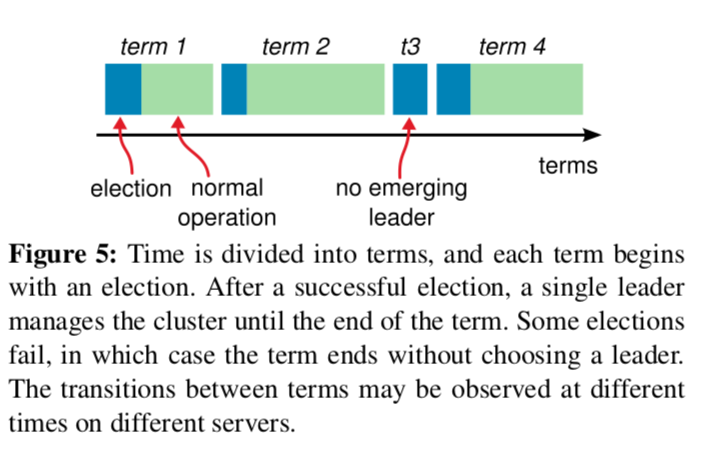 term 1 term 2 t3 term 4
terms
election normal operation no emerging leader
Figure 5: Time is divided into terms, and each term begins
with an election. After a successful election, a single leader
manages the cluster until the end of the term. Some elections
fail, in which case the term ends without choosing a leader.
The transitions between terms may be observed at different
times on different servers.